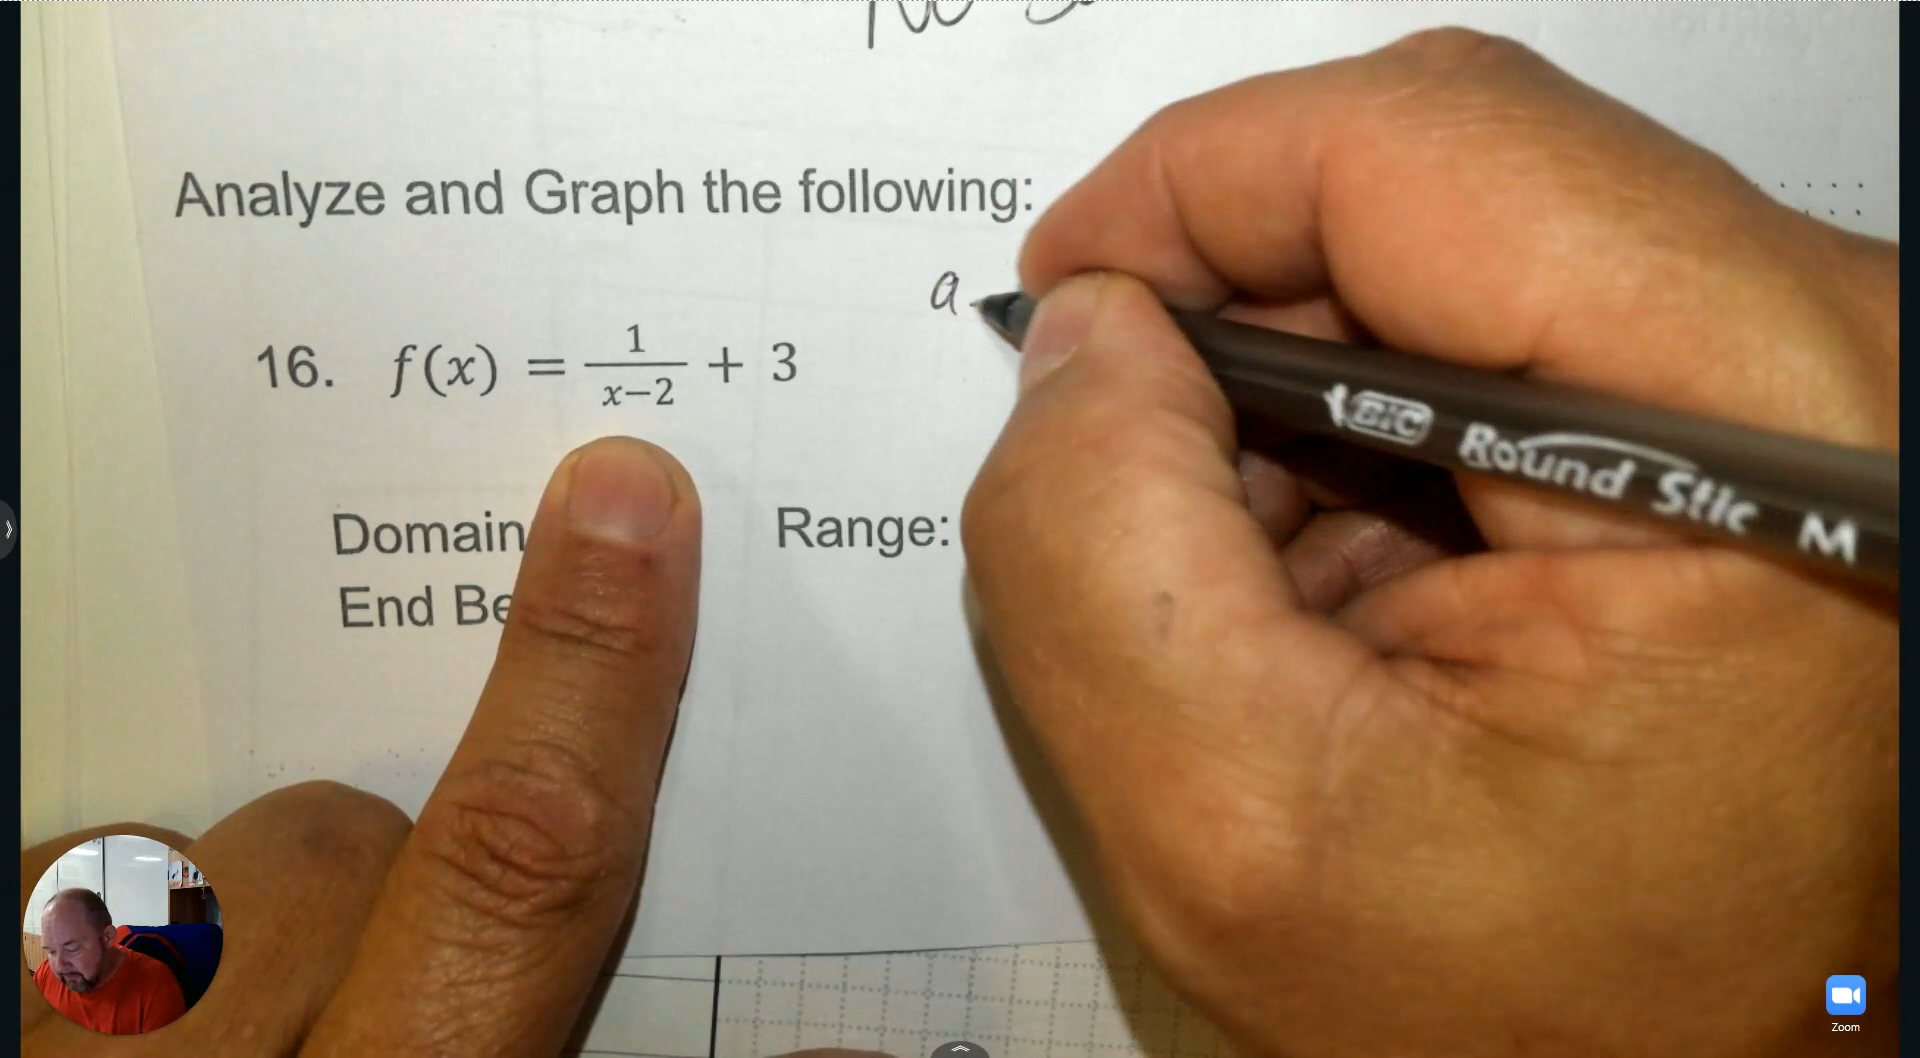 Analyze and Graph the following:
a
16. f(x) = 1/(x−2) + 3
Domain Range:
End Be
BIC Round Stic M
Zoom